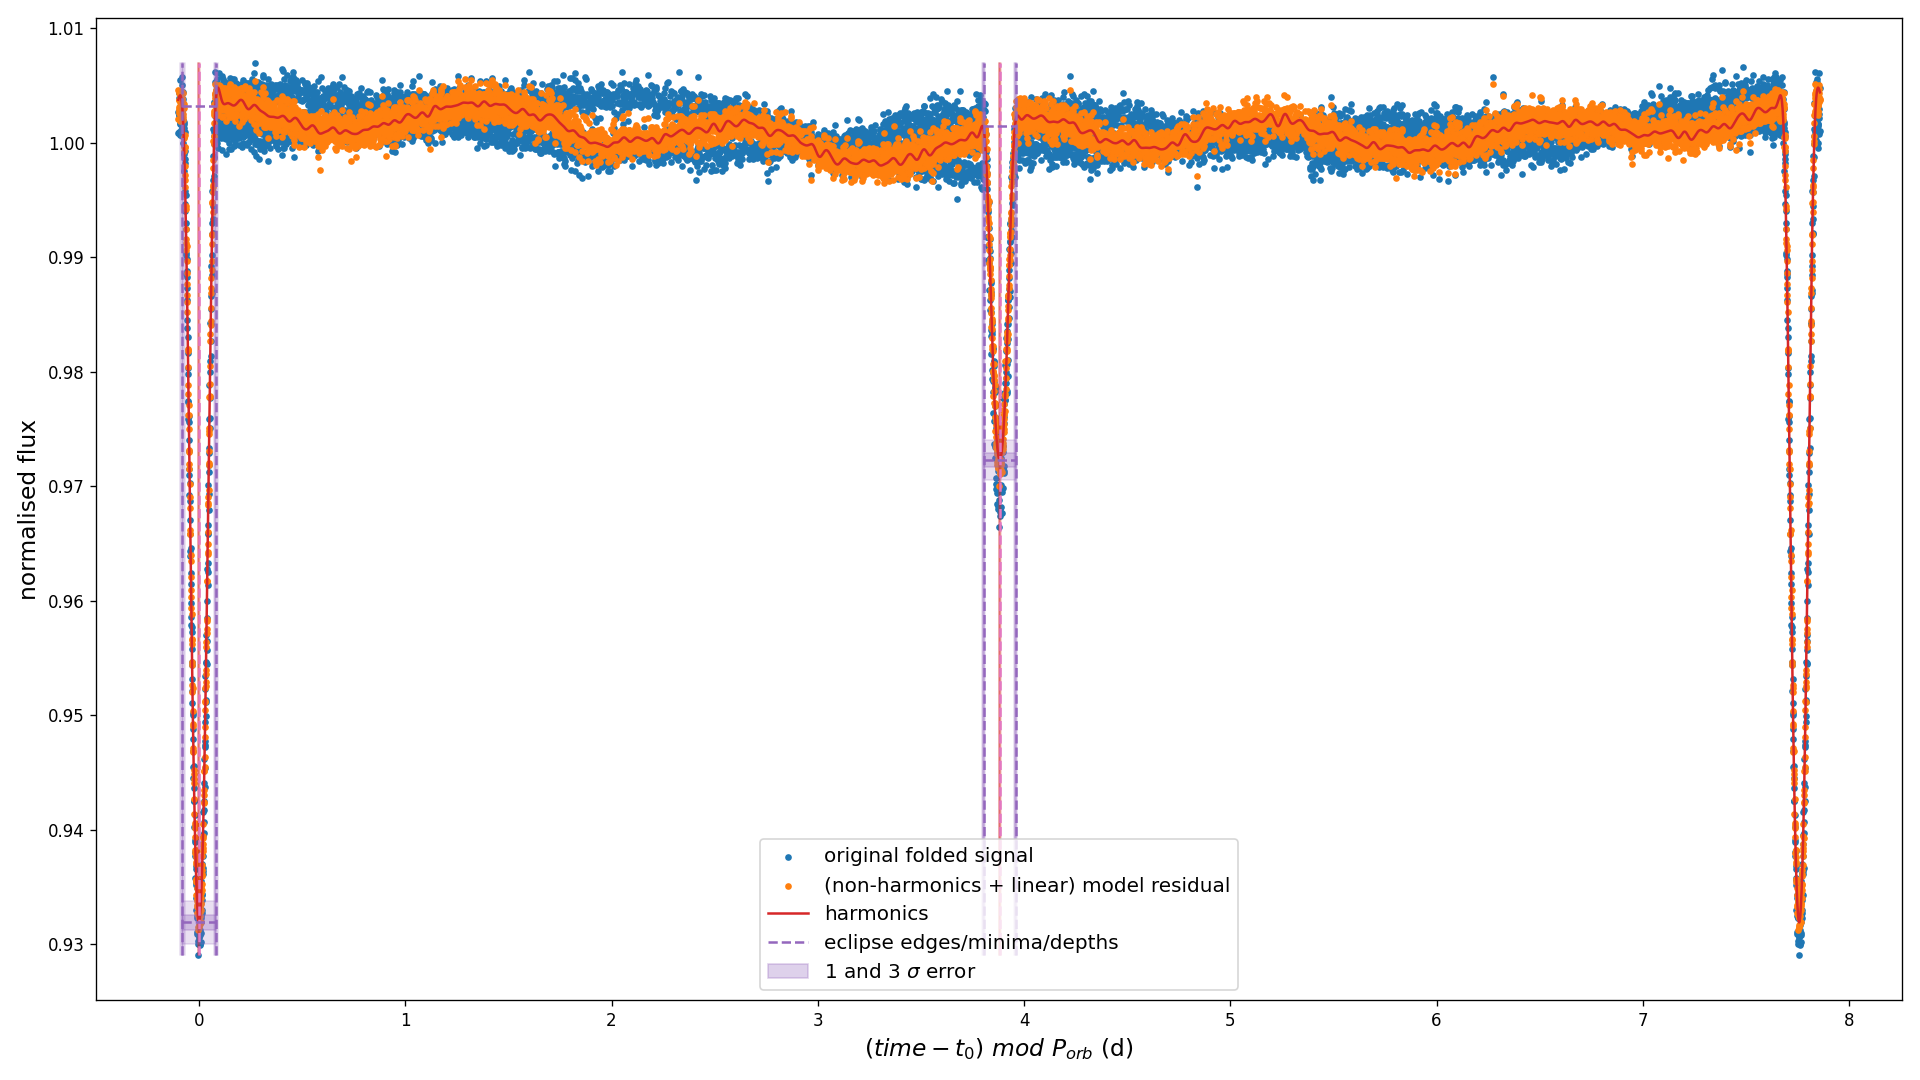 1.01
1.00
0.99
0.98
0.97
0.96
0.95
0.94
0.93
normalised flux
original folded signal
(non-harmonics + linear) model residual
harmonics
eclipse edges/minima/depths
1 and 3 σ error
0 1 2 3 4 5 6 7 8
(time − t₀) mod P_orb (d)